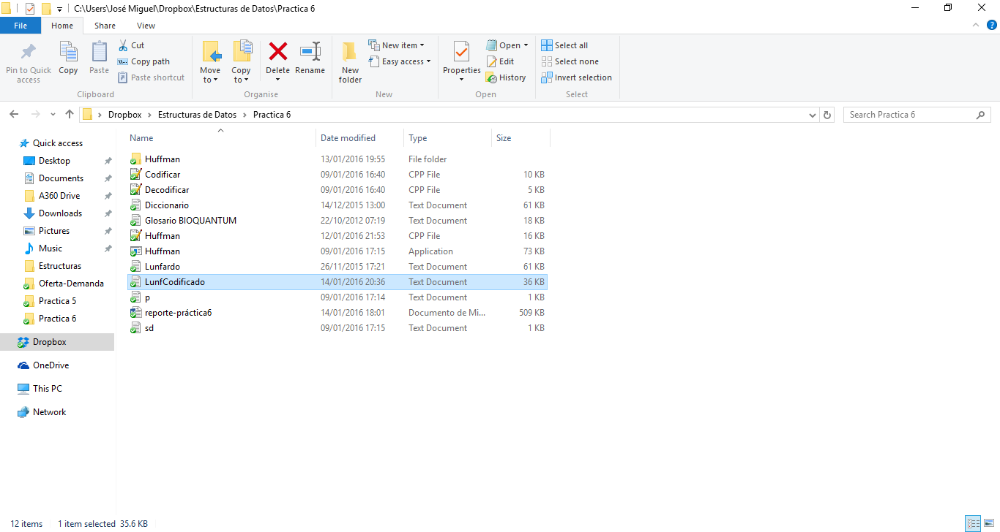 C:\Users\José Miguel\Dropbox\Estructuras de Datos\Practica 6
File Home Share View
Pin to Quick access
Copy
Paste
Cut
Copy path
Paste shortcut
Clipboard
Move to
Copy to
Delete
Rename
Organise
New folder
New item
Easy access
New
Properties
Open
Edit
History
Open
Select all
Select none
Invert selection
Select
Dropbox Estructuras de Datos Practica 6
Search Practica 6
Quick access
Desktop
Documents
A360 Drive
Downloads
Pictures
Music
Estructuras
Oferta-Demanda
Practica 5
Practica 6
Dropbox
OneDrive
This PC
Network
Name Date modified Type Size
Huffman 13/01/2016 19:55 File folder
Codificar 09/01/2016 16:40 CPP File 10 KB
Decodificar 09/01/2016 16:40 CPP File 5 KB
Diccionario 14/12/2015 13:00 Text Document 61 KB
Glosario BIOQUANTUM 22/10/2012 07:19 Text Document 18 KB
Huffman 12/01/2016 21:53 CPP File 16 KB
Huffman 09/01/2016 17:15 Application 73 KB
Lunfardo 26/11/2015 17:21 Text Document 61 KB
LunfCodificado 14/01/2016 20:36 Text Document 36 KB
p 09/01/2016 17:14 Text Document 1 KB
reporte-práctica6 14/01/2016 18:01 Documento de Mi... 509 KB
sd 09/01/2016 17:15 Text Document 1 KB
12 items 1 item selected 35.6 KB